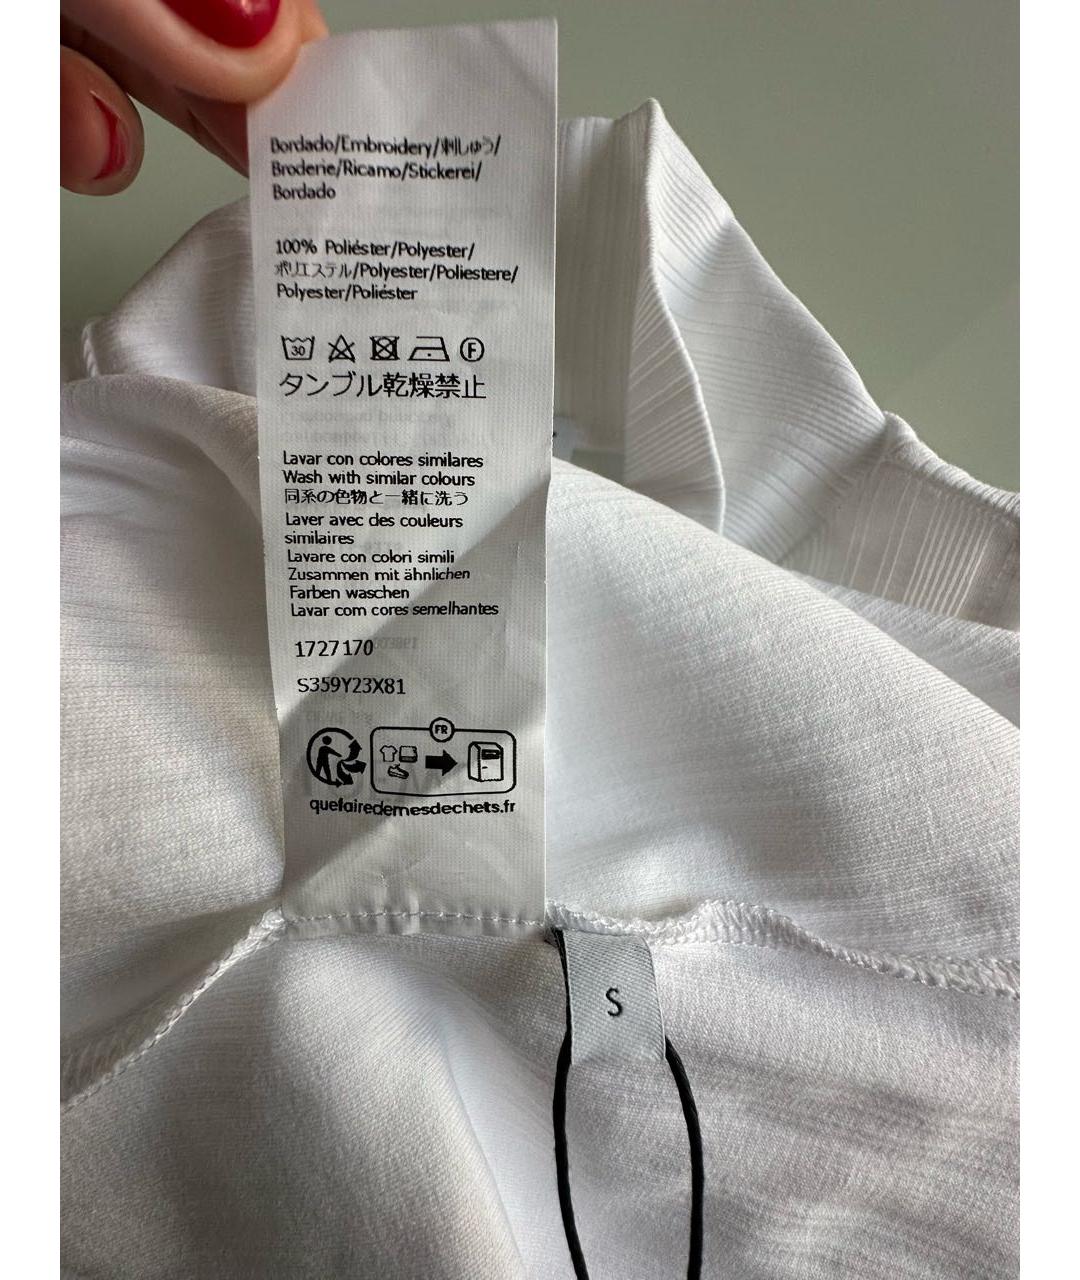 Bordado/Embroidery/刺しゅう/
Broderie/Ricamo/Stickerei/
Bordado
100% Poliéster/Polyester/
ポリエステル/Polyester/Poliestere/
Polyester/Poliéster
30
F
タンブル乾燥禁止
Lavar con colores similares
Wash with similar colours
同系の色物と一緒に洗う
Laver avec des couleurs
similaires
Lavare con colori simili
Zusammen mit ähnlichen
Farben waschen
Lavar com cores semelhantes
1727170
S359Y23X81
FR
quefairedemesdechets.fr
S